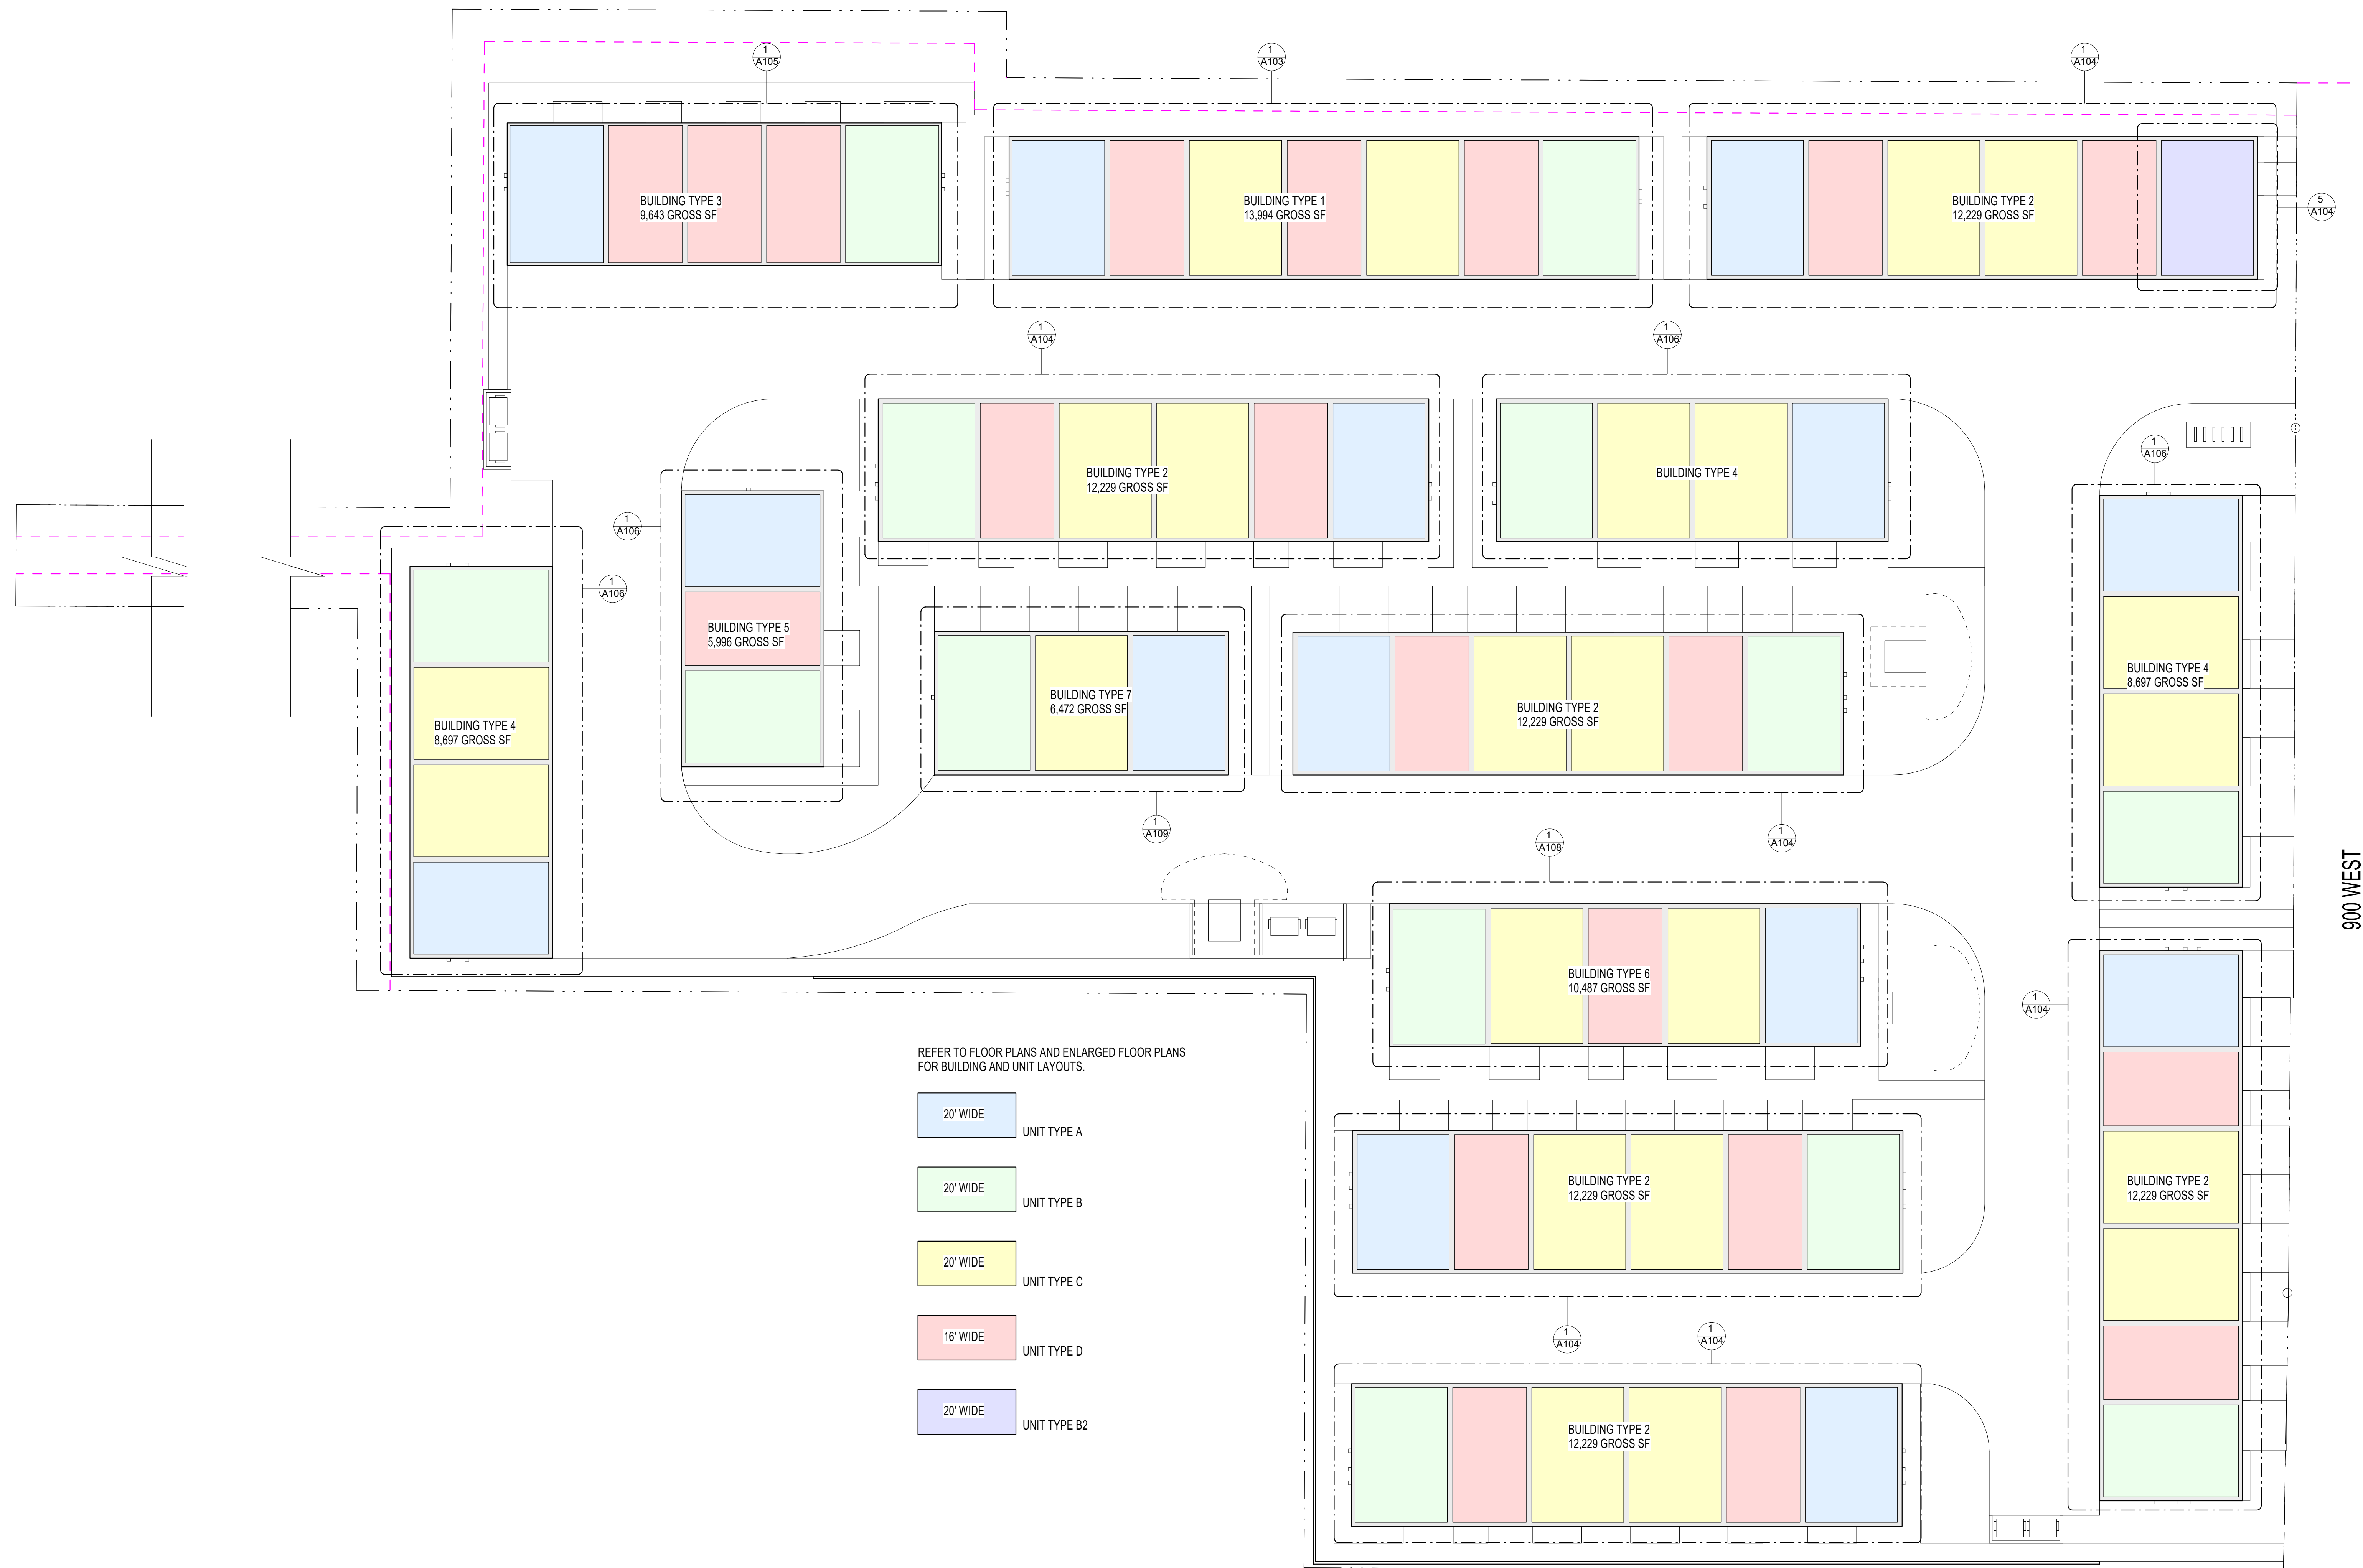 1
A105
1
A103
1
A104
BUILDING TYPE 3
9,643 GROSS SF
BUILDING TYPE 1
13,994 GROSS SF
BUILDING TYPE 2
12,229 GROSS SF
5
A104
1
A104
1
A106
BUILDING TYPE 2
12,229 GROSS SF
BUILDING TYPE 4
1
A106
1
A106
1
A106
BUILDING TYPE 5
5,996 GROSS SF
BUILDING TYPE 4
8,697 GROSS SF
BUILDING TYPE 7
6,472 GROSS SF
BUILDING TYPE 2
12,229 GROSS SF
BUILDING TYPE 4
8,697 GROSS SF
1
A109
1
A104
1
A108
900 WEST
BUILDING TYPE 6
10,487 GROSS SF
1
A104
REFER TO FLOOR PLANS AND ENLARGED FLOOR PLANS
FOR BUILDING AND UNIT LAYOUTS.
20' WIDE
UNIT TYPE A
20' WIDE
UNIT TYPE B
20' WIDE
UNIT TYPE C
16' WIDE
UNIT TYPE D
20' WIDE
UNIT TYPE B2
BUILDING TYPE 2
12,229 GROSS SF
BUILDING TYPE 2
12,229 GROSS SF
1
A104
1
A104
BUILDING TYPE 2
12,229 GROSS SF